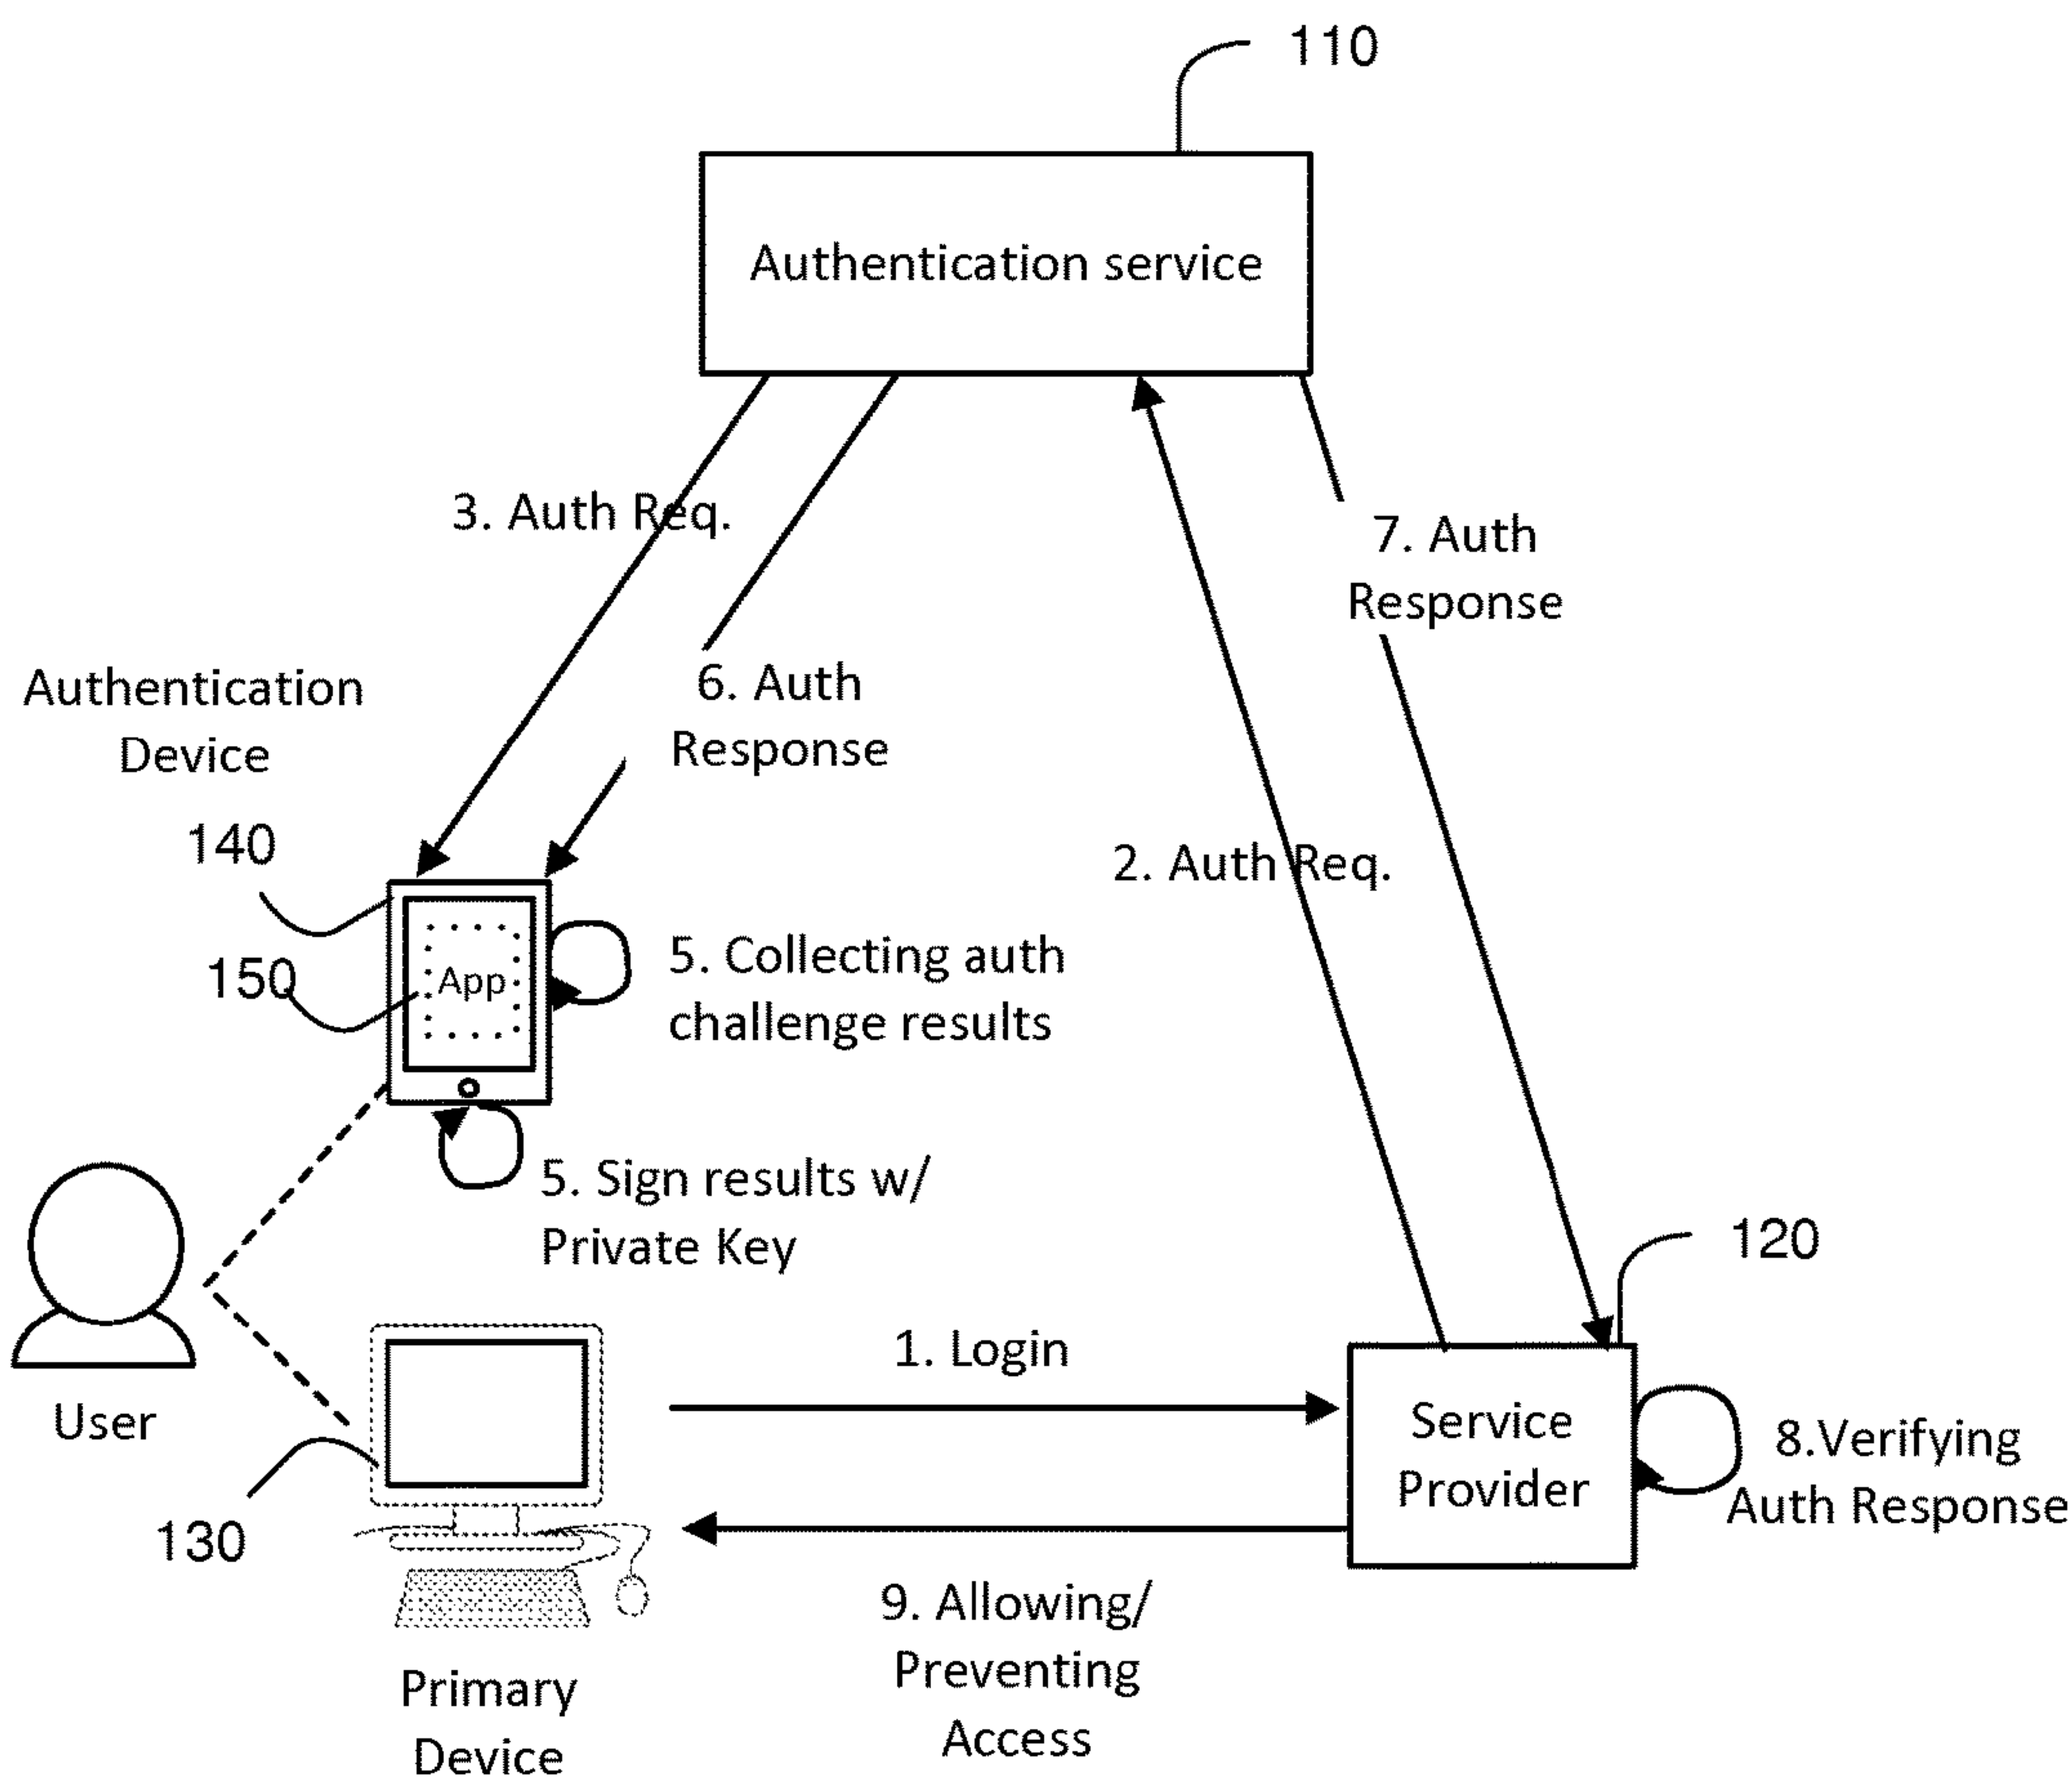 110
Authentication service
3. Auth Req.
7. Auth
Response
6. Auth
Response
Authentication
Device
140
2. Auth Req.
150
App
5. Collecting auth
challenge results
5. Sign results w/
Private Key
120
1. Login
User
Service
Provider
8.Verifying
Auth Response
130
9. Allowing/
Preventing
Access
Primary
Device